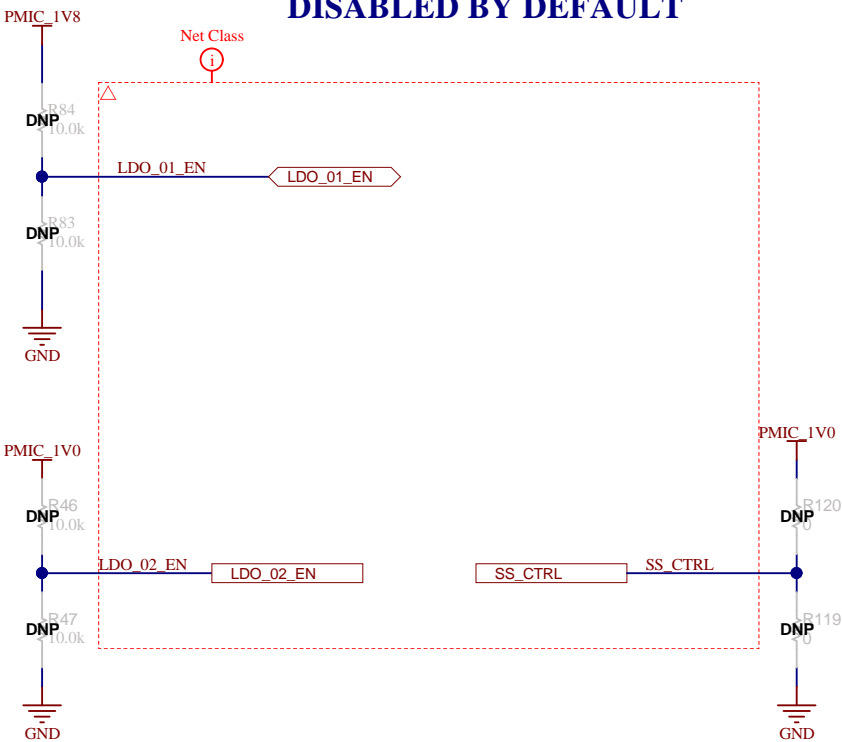 DISABLED BY DEFAULT
PMIC_1V8
Net Class
i
R84
DNP
10.0k
LDO_01_EN
LDO_01_EN
R83
DNP
10.0k
GND
PMIC_1V0
R46
DNP
10.0k
LDO_02_EN
LDO_02_EN
R47
DNP
10.0k
GND
PMIC_1V0
R120
DNP
0
SS_CTRL
SS_CTRL
R119
DNP
0
GND